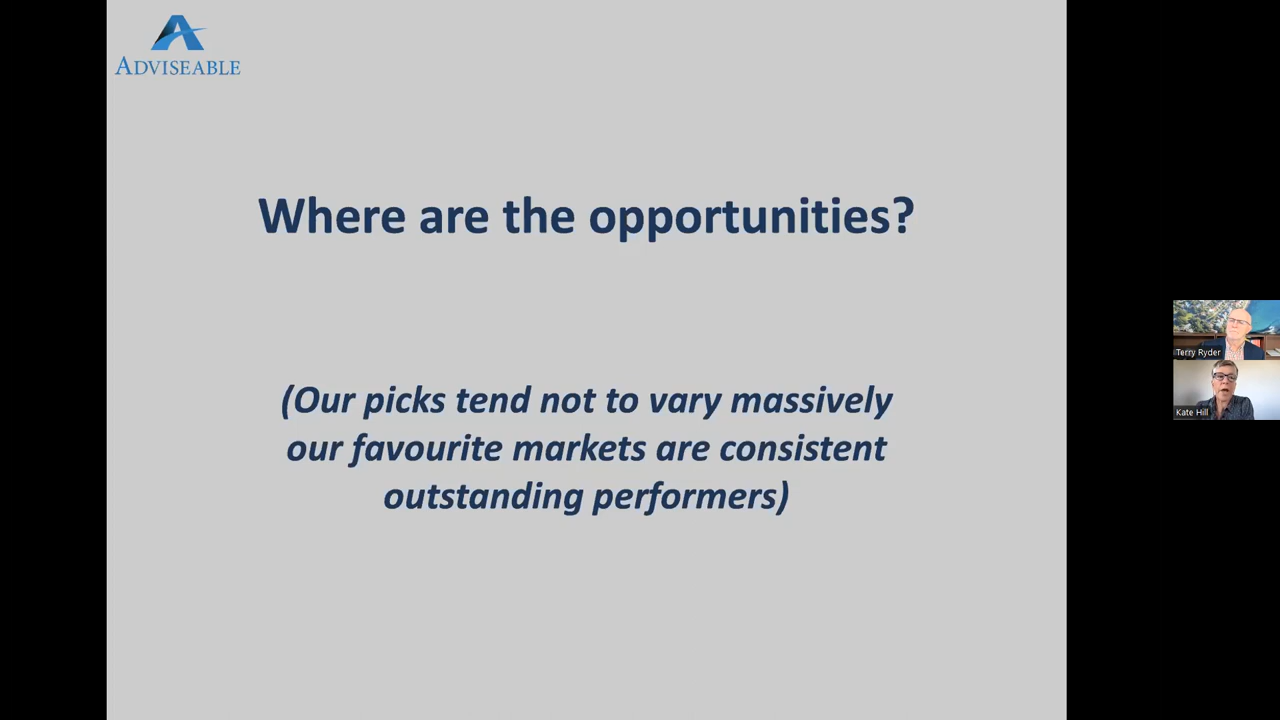 ADVISEABLE
Where are the opportunities?
(Our picks tend not to vary massively
our favourite markets are consistent
outstanding performers)
Terry Ryder
Kate Hill